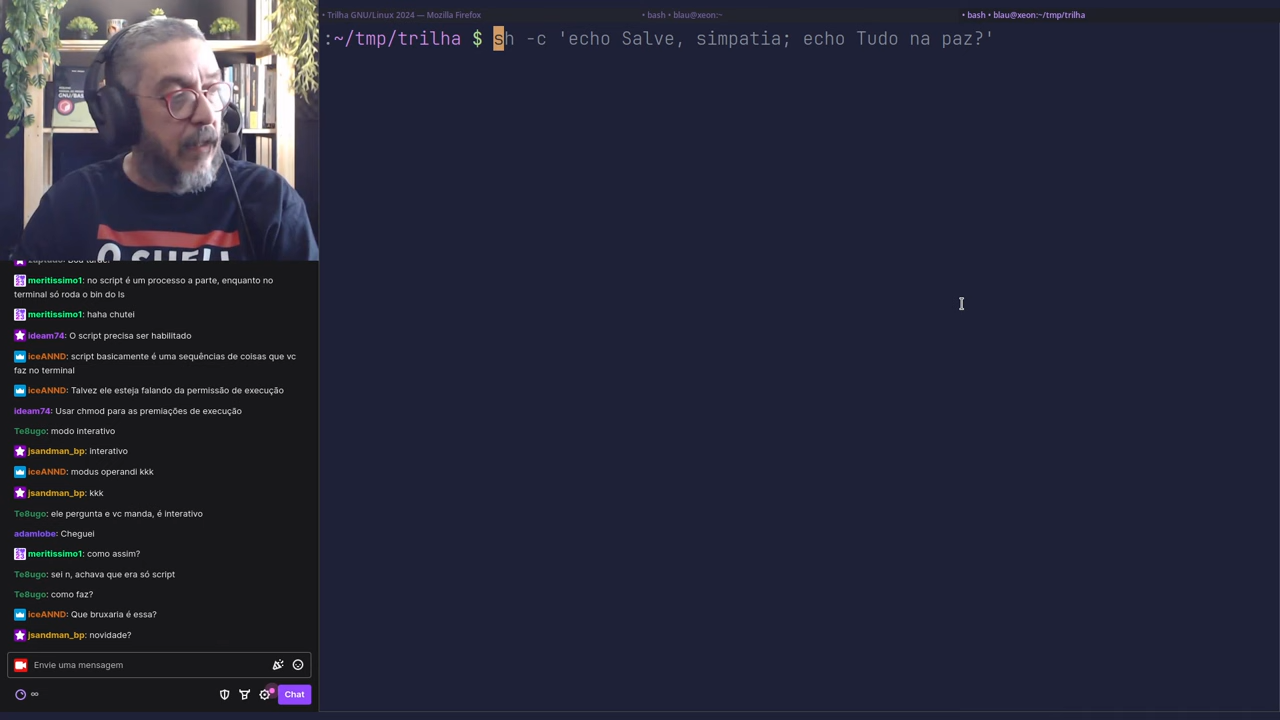 • Trilha GNU/Linux 2024 — Mozilla Firefox
• bash • blau@xeon:~
• bash • blau@xeon:~/tmp/trilha
:~/tmp/trilha $ sh -c 'echo Salve, simpatia; echo Tudo na paz?'
GNU/BAS
O SHELL
meritissimo1: no script é um processo a parte, enquanto no
terminal só roda o bin do ls
meritissimo1: haha chutei
ideam74: O script precisa ser habilitado
iceANND: script basicamente é uma sequências de coisas que vc
faz no terminal
iceANND: Talvez ele esteja falando da permissão de execução
ideam74: Usar chmod para as premiações de execução
Te8ugo: modo interativo
jsandman_bp: interativo
iceANND: modus operandi kkk
jsandman_bp: kkk
Te8ugo: ele pergunta e vc manda, é interativo
adamlobe: Cheguei
meritissimo1: como assim?
Te8ugo: sei n, achava que era só script
Te8ugo: como faz?
iceANND: Que bruxaria é essa?
jsandman_bp: novidade?
Envie uma mensagem
∞
Chat